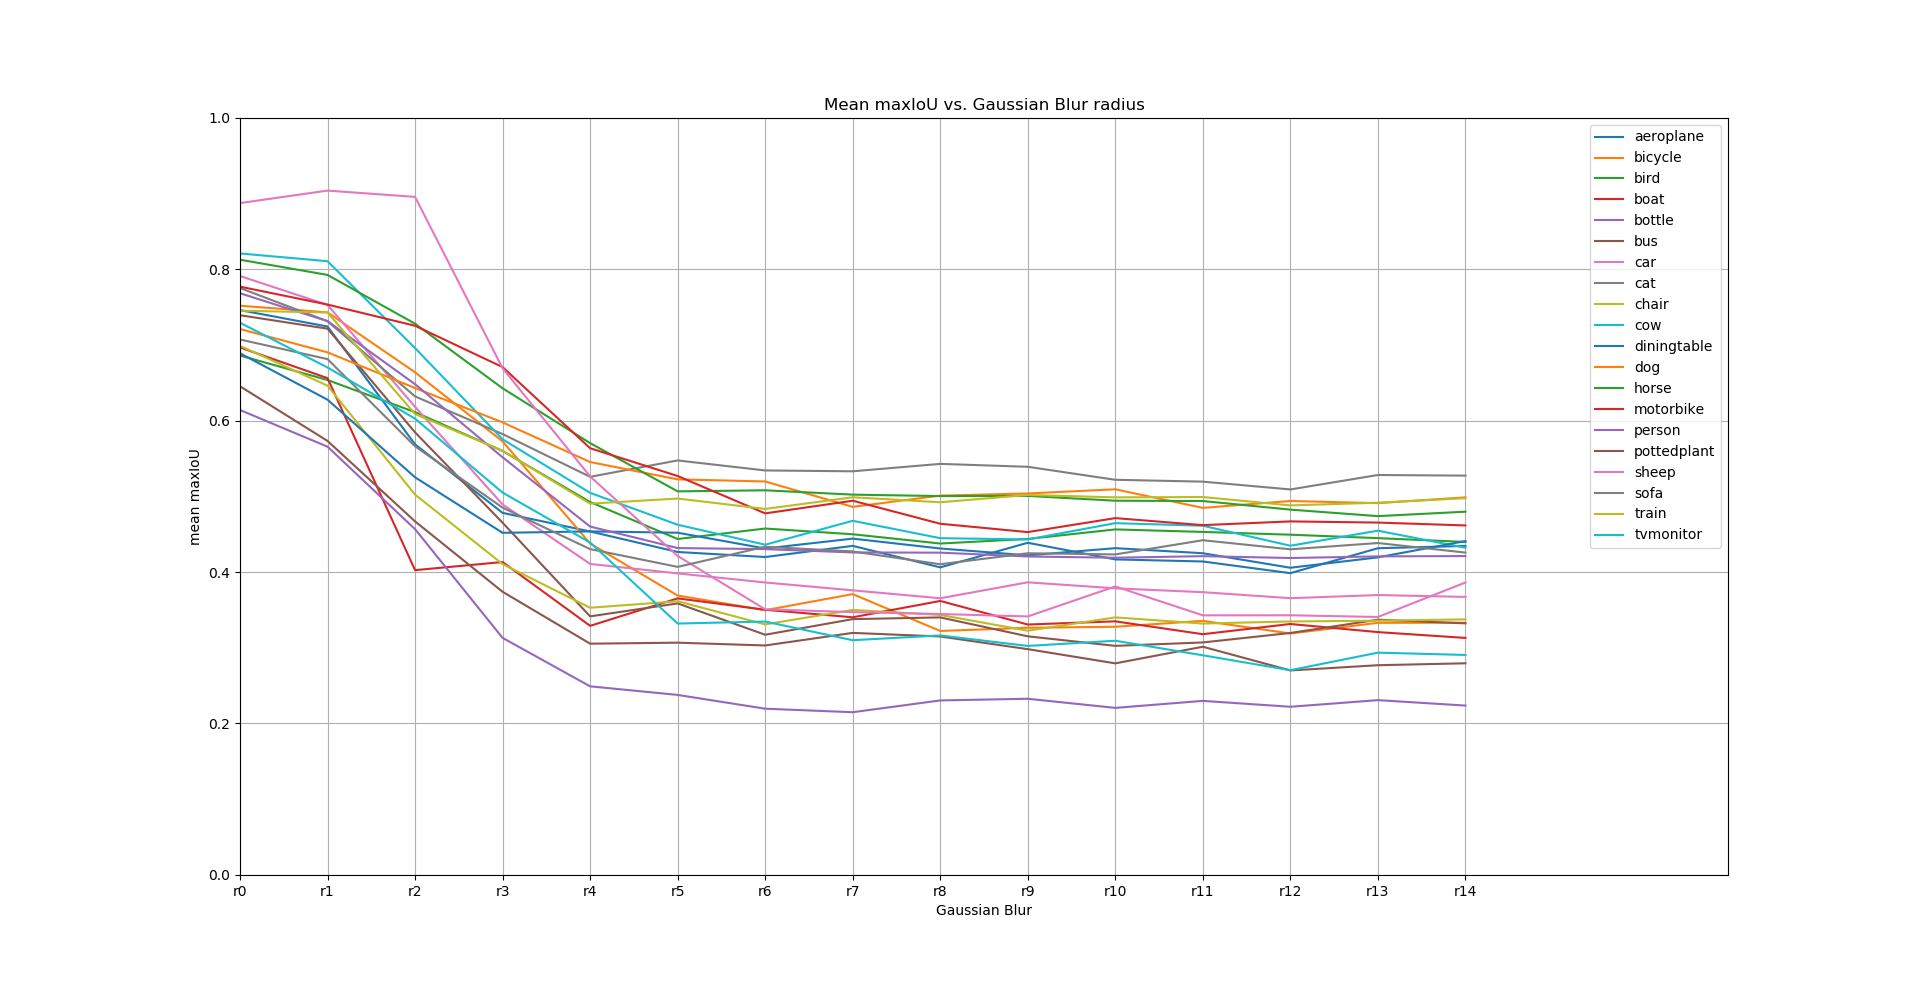 Mean maxIoU vs. Gaussian Blur radius
1.0
0.8
0.6
0.4
0.2
0.0
mean maxIoU
r0 r1 r2 r3 r4 r5 r6 r7 r8 r9 r10 r11 r12 r13 r14
Gaussian Blur
aeroplane
bicycle
bird
boat
bottle
bus
car
cat
chair
cow
diningtable
dog
horse
motorbike
person
pottedplant
sheep
sofa
train
tvmonitor